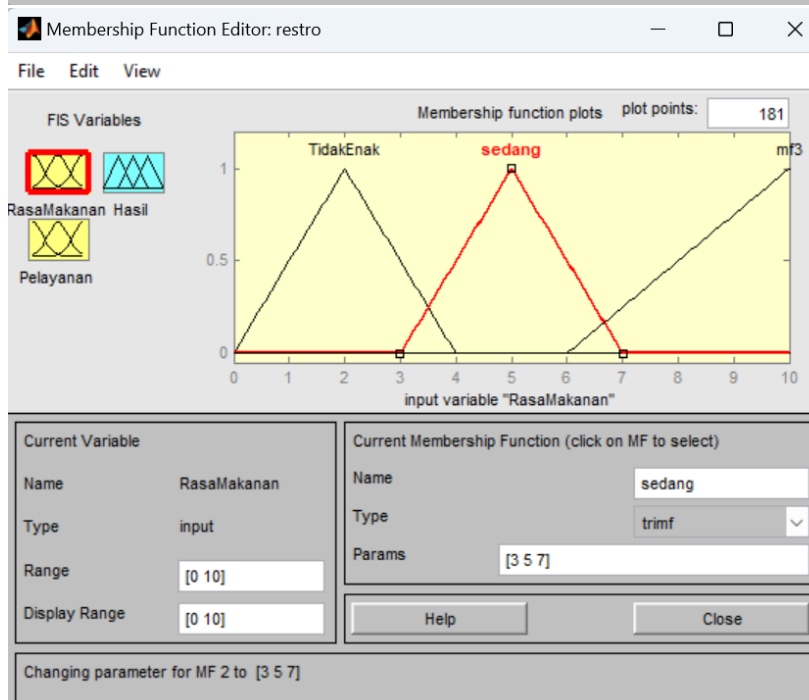 Membership Function Editor: restro
File Edit View
FIS Variables
Membership function plots plot points: 181
RasaMakanan Hasil
Pelayanan
TidakEnak sedang mf3
1
0.5
0
0 1 2 3 4 5 6 7 8 9 10
input variable "RasaMakanan"
Current Variable
Name RasaMakanan
Type input
Range [0 10]
Display Range [0 10]
Current Membership Function (click on MF to select)
Name sedang
Type trimf
Params [3 5 7]
Help Close
Changing parameter for MF 2 to [3 5 7]